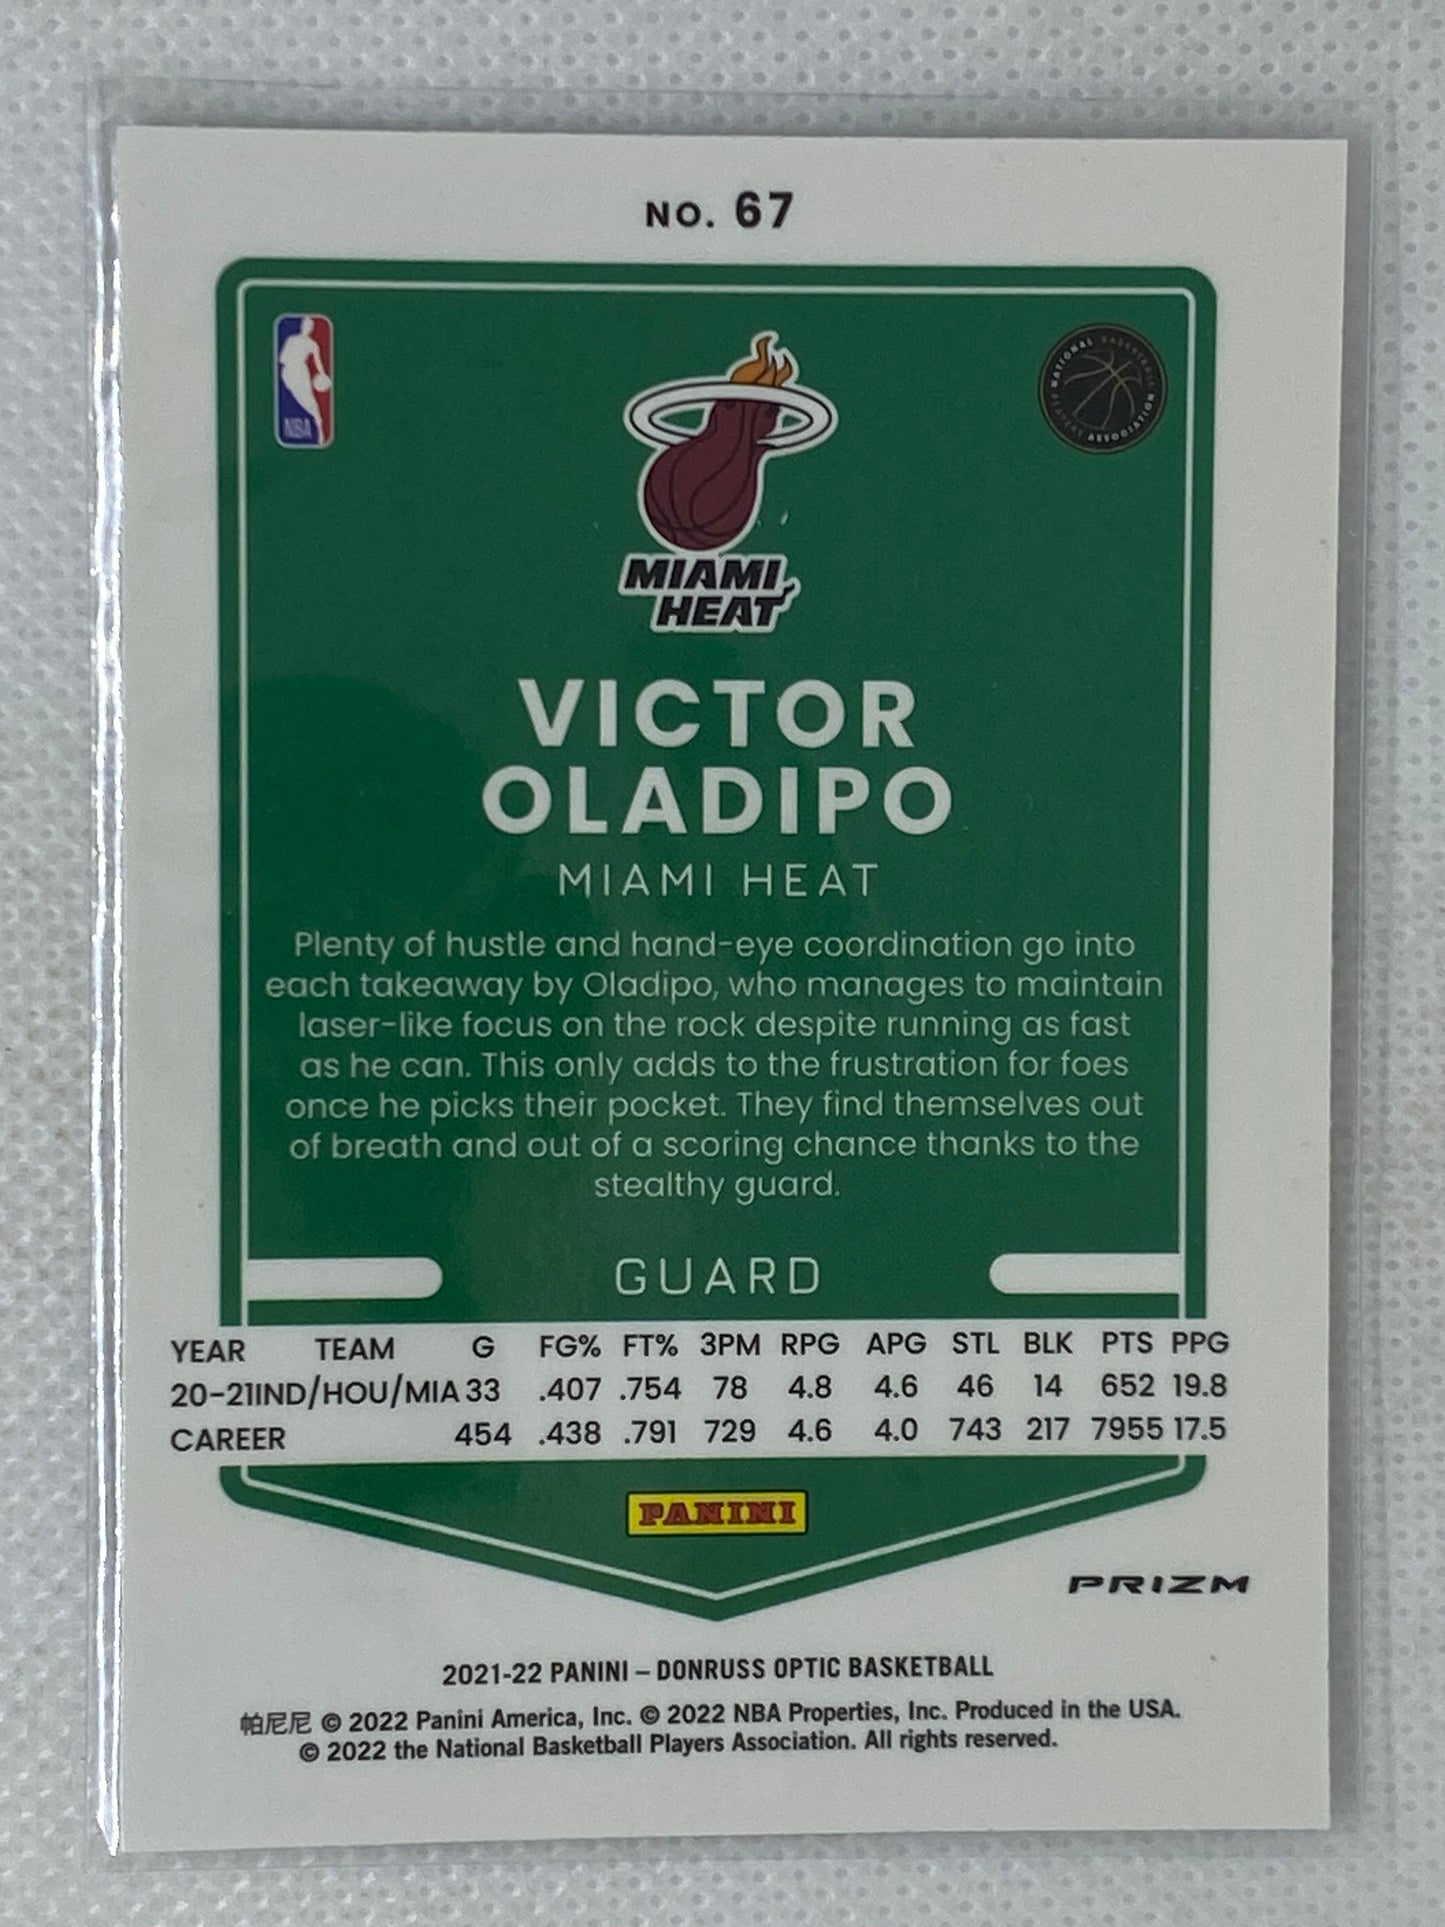 NO. 67
NBA
NATIONAL BASKETBALL
PLAYERS ASSOCIATION
MIAMI
HEAT
VICTOR
OLADIPO
MIAMI HEAT
Plenty of hustle and hand-eye coordination go into
each takeaway by Oladipo, who manages to maintain
laser-like focus on the rock despite running as fast
as he can. This only adds to the frustration for foes
once he picks their pocket. They find themselves out
of breath and out of a scoring chance thanks to the
stealthy guard.
GUARD
YEAR TEAM G FG% FT% 3PM RPG APG STL BLK PTS PPG
20-21IND/HOU/MIA 33 .407 .754 78 4.8 4.6 46 14 652 19.8
CAREER 454 .438 .791 729 4.6 4.0 743 217 7955 17.5
PANINI
PRIZM
2021-22 PANINI – DONRUSS OPTIC BASKETBALL
帕尼尼 © 2022 Panini America, Inc. © 2022 NBA Properties, Inc. Produced in the USA.
© 2022 the National Basketball Players Association. All rights reserved.